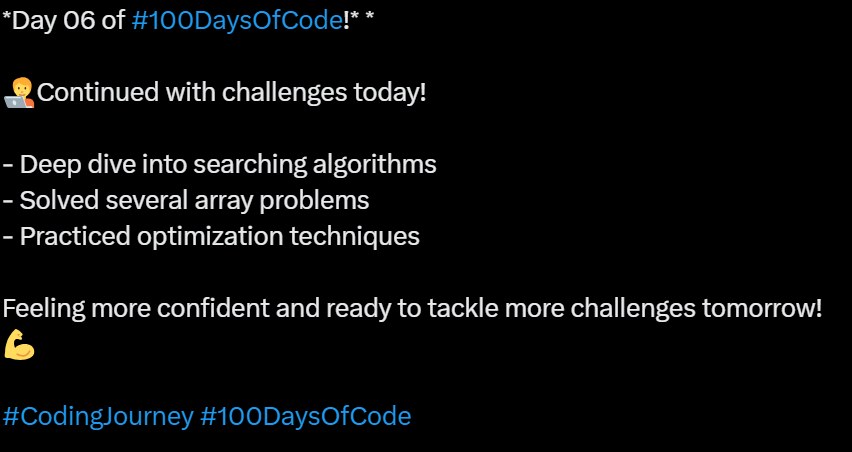 *Day 06 of #100DaysOfCode!* *
🧑‍💻Continued with challenges today!
- Deep dive into searching algorithms
- Solved several array problems
- Practiced optimization techniques
Feeling more confident and ready to tackle more challenges tomorrow!
💪
#CodingJourney #100DaysOfCode